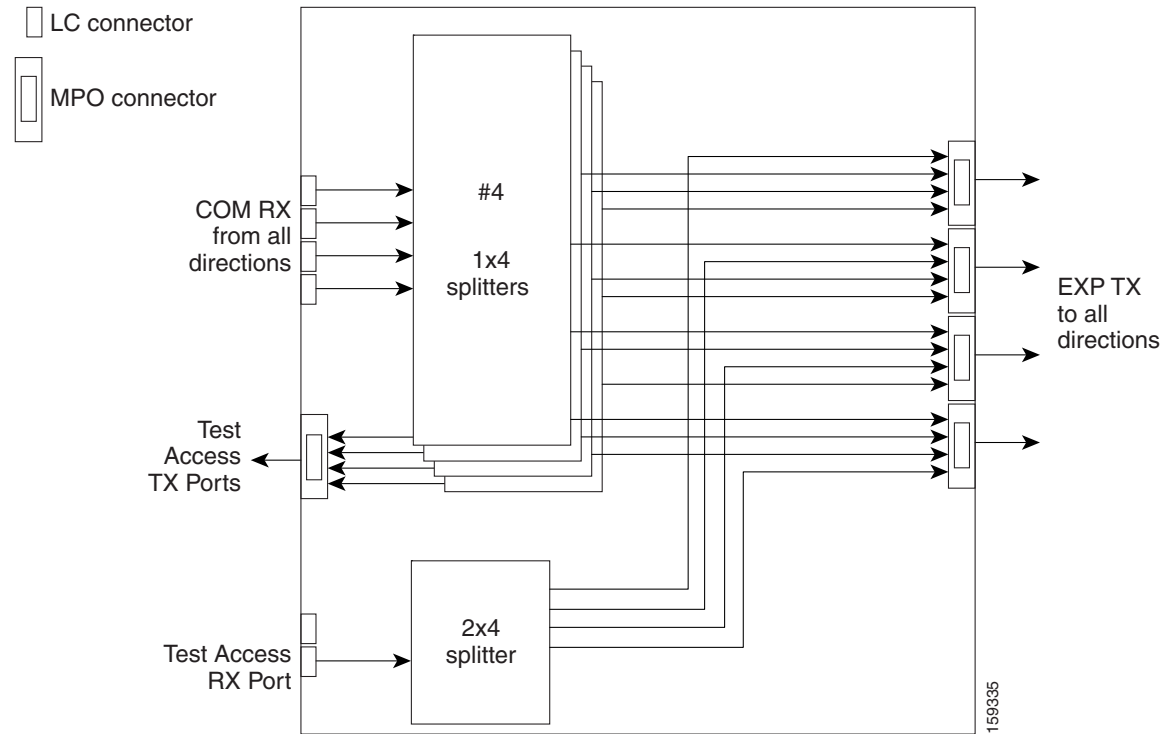 LC connector
MPO connector
COM RX
from all
directions
#4
1x4
splitters
EXP TX
to all
directions
Test
Access
TX Ports
2x4
splitter
Test Access
RX Port
159335